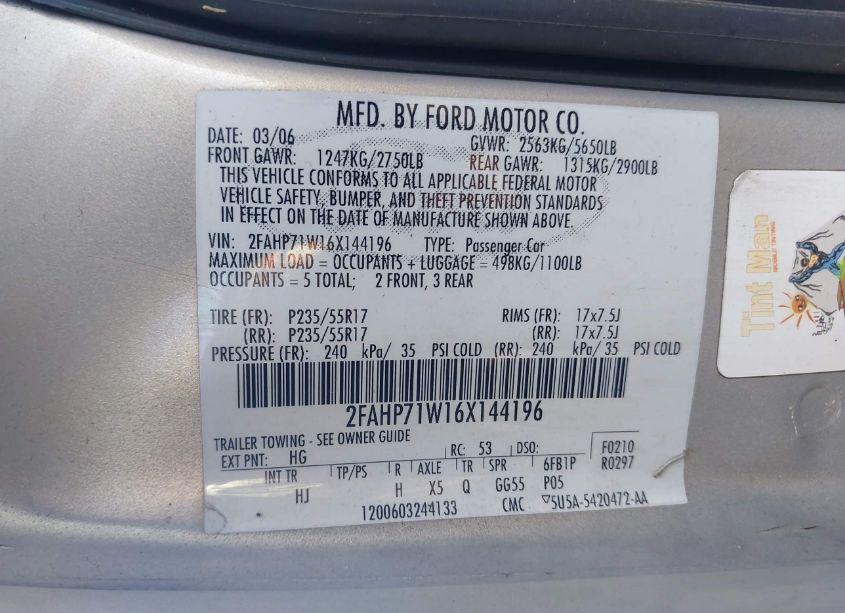 MFD. BY FORD MOTOR CO.
DATE: 03/06 GVWR: 2563KG/5650LB
FRONT GAWR: 1247KG/2750LB REAR GAWR: 1315KG/2900LB
THIS VEHICLE CONFORMS TO ALL APPLICABLE FEDERAL MOTOR
VEHICLE SAFETY, BUMPER, AND THEFT PREVENTION STANDARDS
IN EFFECT ON THE DATE OF MANUFACTURE SHOWN ABOVE.
VIN: 2FAHP71W16X144196 TYPE: Passenger Car
MAXIMUM LOAD = OCCUPANTS + LUGGAGE = 498KG/1100LB
OCCUPANTS = 5 TOTAL; 2 FRONT, 3 REAR
TIRE (FR): P235/55R17 RIMS (FR): 17x7.5J
(RR): P235/55R17 (RR): 17x7.5J
PRESSURE (FR): 240 kPa/ 35 PSI COLD (RR): 240 kPa/ 35 PSI COLD
2FAHP71W16X144196
TRAILER TOWING - SEE OWNER GUIDE
EXT PNT: HG RC: 53 DSO: F0210
R0297
INT TR TP/PS R AXLE TR SPR 6FB1P
HJ H X5 Q GG55 P05
1200603244133 CMC ▽SU5A-5420472-AA
Tint Man
MOBILE TINTING